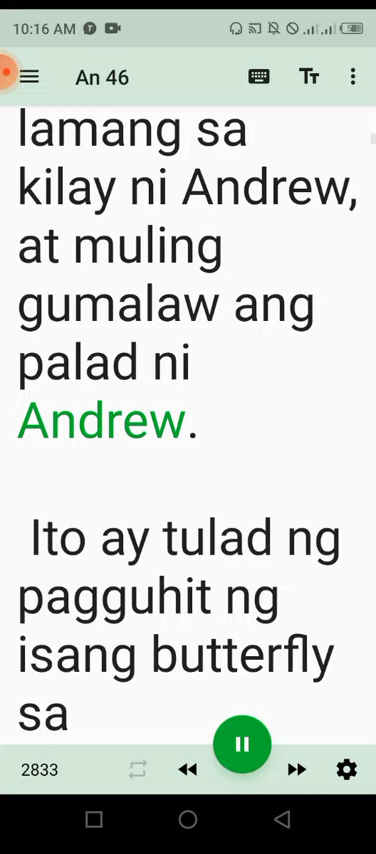 10:16 AM
58
An 46
lamang sa
kilay ni Andrew,
at muling
gumalaw ang
palad ni
Andrew.
Ito ay tulad ng
pagguhit ng
isang butterfly
sa
2833